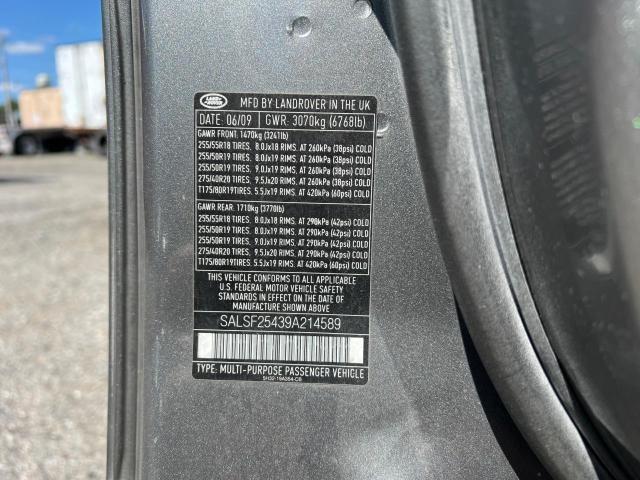 LAND ROVER
MFD BY LANDROVER IN THE UK
DATE: 06/09 GWR: 3070kg (6768lb)
GAWR FRONT: 1470kg (3241lb)
255/55R18 TIRES, 8.0Jx18 RIMS. AT 260kPa (38psi) COLD
255/50R19 TIRES, 8.0Jx19 RIMS. AT 260kPa (38psi) COLD
255/50R19 TIRES, 9.0Jx19 RIMS. AT 260kPa (38psi) COLD
275/40R20 TIRES, 9.5Jx20 RIMS. AT 260kPa (38psi) COLD
T175/80R19TIRES, 5.5Jx19 RIMS. AT 420kPa (60psi) COLD
GAWR REAR: 1710kg (3770lb)
255/55R18 TIRES, 8.0Jx18 RIMS. AT 290kPa (42psi) COLD
255/50R19 TIRES, 8.0Jx19 RIMS. AT 290kPa (42psi) COLD
255/50R19 TIRES, 9.0Jx19 RIMS. AT 290kPa (42psi) COLD
275/40R20 TIRES, 9.5Jx20 RIMS. AT 290kPa (42psi) COLD
T175/80R19TIRES, 5.5Jx19 RIMS. AT 420kPa (60psi) COLD
THIS VEHICLE CONFORMS TO ALL APPLICABLE
U.S. FEDERAL MOTOR VEHICLE SAFETY
STANDARDS IN EFFECT ON THE DATE OF
MANUFACTURE SHOWN ABOVE
SALSF25439A214589
TYPE: MULTI-PURPOSE PASSENGER VEHICLE